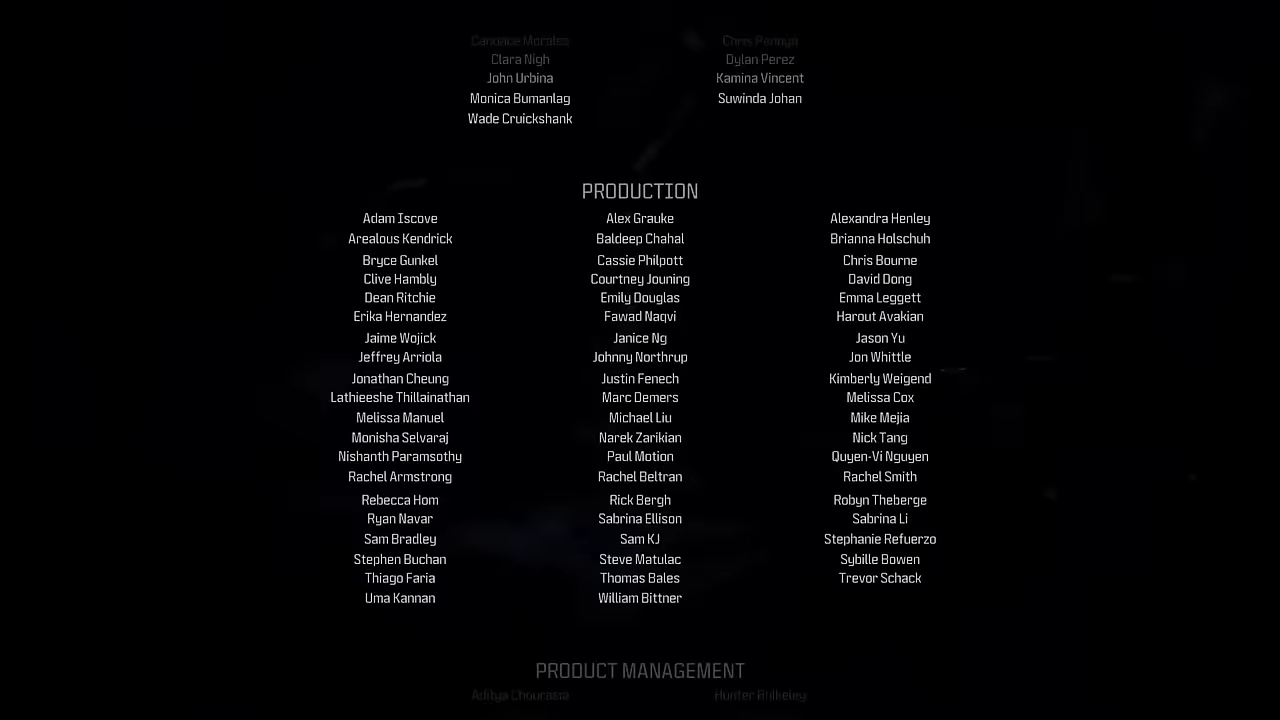 Candace Morales Chris Pennya
Clara Nigh Dylan Perez
John Urbina Kamina Vincent
Monica Bumanlag Suwinda Johan
Wade Cruickshank
PRODUCTION
Adam Iscove Alex Grauke Alexandra Henley
Arealous Kendrick Baldeep Chahal Brianna Holschuh
Bryce Gunkel Cassie Philpott Chris Bourne
Clive Hambly Courtney Jouning David Dong
Dean Ritchie Emily Douglas Emma Leggett
Erika Hernandez Fawad Naqvi Harout Avakian
Jaime Wojick Janice Ng Jason Yu
Jeffrey Arriola Johnny Northrup Jon Whittle
Jonathan Cheung Justin Fenech Kimberly Weigend
Lathieeshe Thillainathan Marc Demers Melissa Cox
Melissa Manuel Michael Liu Mike Mejia
Monisha Selvaraj Narek Zarikian Nick Tang
Nishanth Paramsothy Paul Motion Quyen-Vi Nguyen
Rachel Armstrong Rachel Beltran Rachel Smith
Rebecca Hom Rick Bergh Robyn Theberge
Ryan Navar Sabrina Ellison Sabrina Li
Sam Bradley Sam KJ Stephanie Refuerzo
Stephen Buchan Steve Matulac Sybille Bowen
Thiago Faria Thomas Bales Trevor Schack
Uma Kannan William Bittner
PRODUCT MANAGEMENT
Aditya Chourasia Hunter